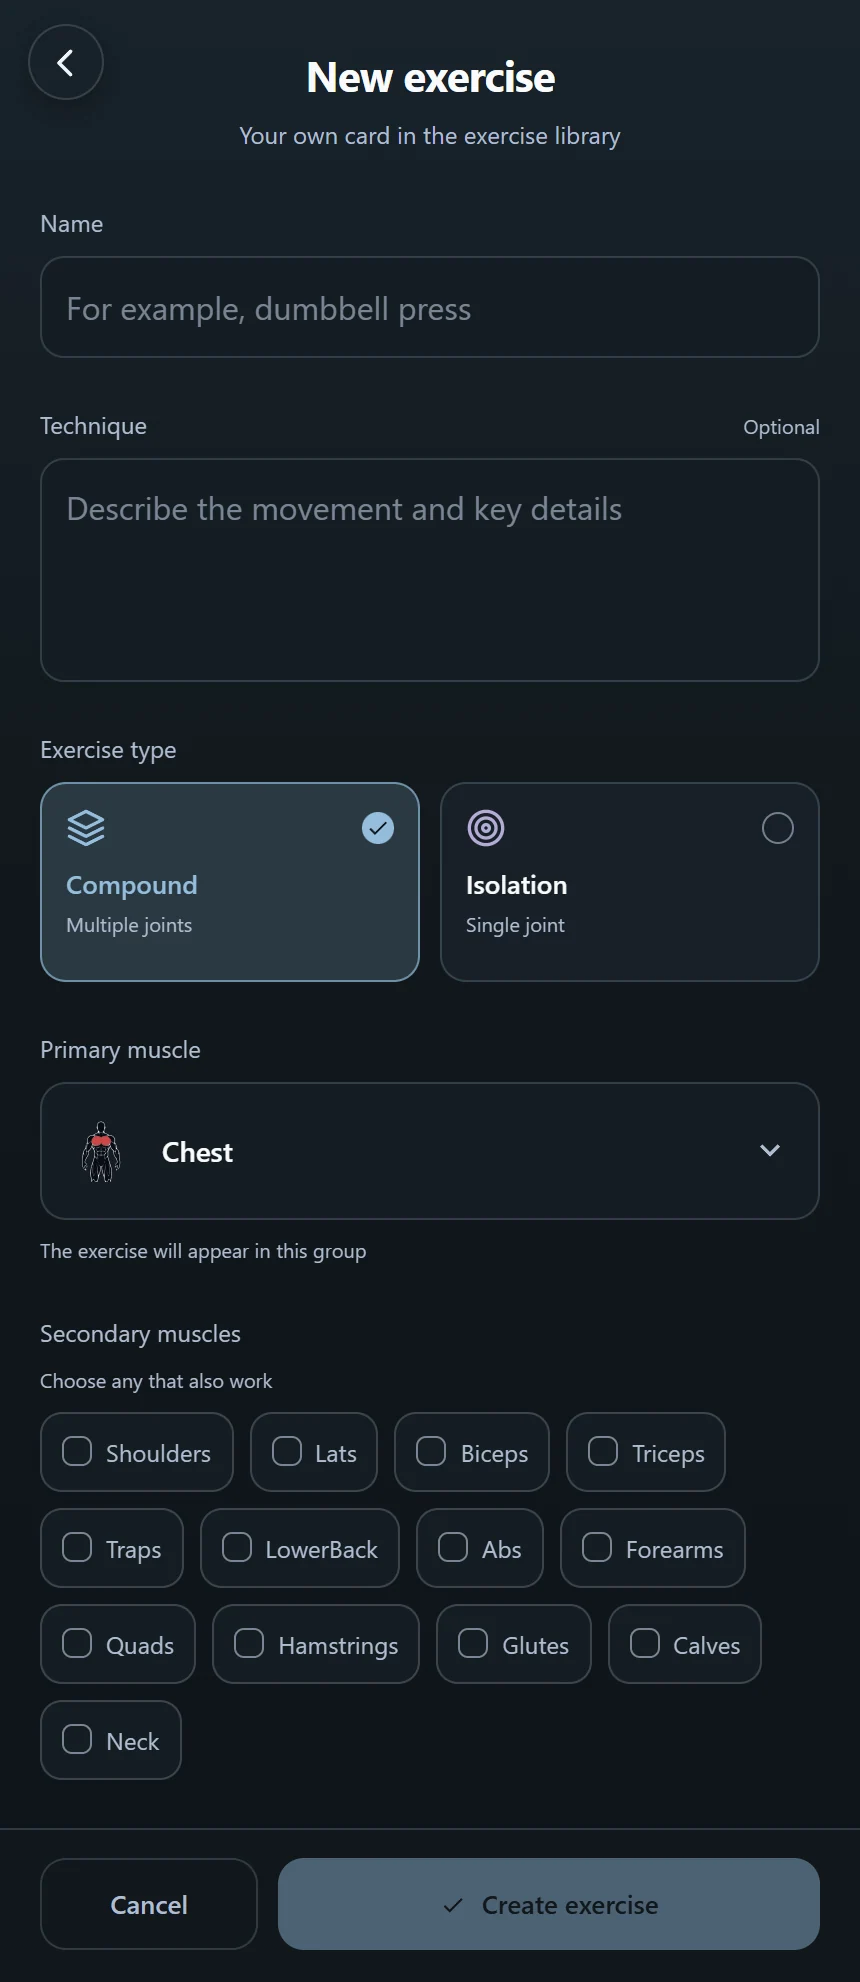 New exercise
Your own card in the exercise library
Name
For example, dumbbell press
Technique Optional
Describe the movement and key details
Exercise type
Compound
Multiple joints
Isolation
Single joint
Primary muscle
Chest
The exercise will appear in this group
Secondary muscles
Choose any that also work
Shoulders Lats Biceps Triceps
Traps LowerBack Abs Forearms
Quads Hamstrings Glutes Calves
Neck
Cancel Create exercise